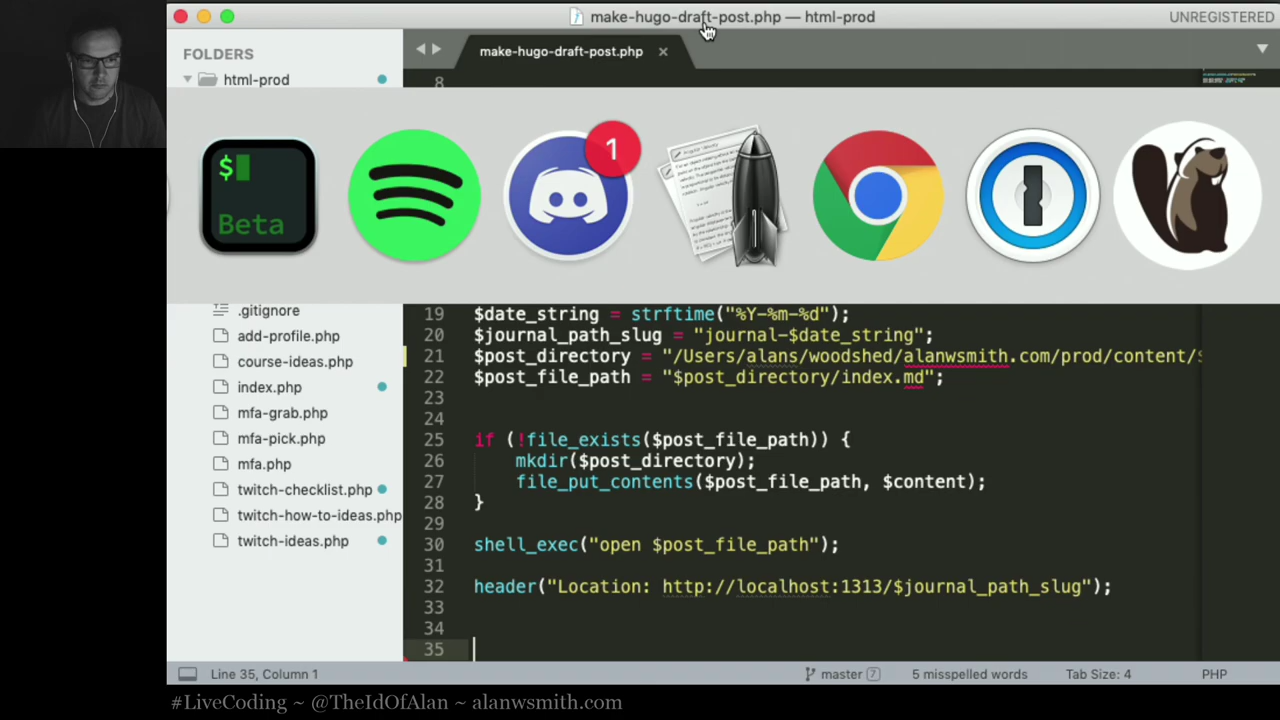 make-hugo-draft-post.php — html-prod
UNREGISTERED
FOLDERS
html-prod
make-hugo-draft-post.php
8
$
Beta
1
.gitignore
add-profile.php
course-ideas.php
index.php
mfa-grab.php
mfa-pick.php
mfa.php
twitch-checklist.php
twitch-how-to-ideas.php
twitch-ideas.php
19 $date_string = strftime("%Y-%m-%d");
20 $journal_path_slug = "journal-$date_string";
21 $post_directory = "/Users/alans/woodshed/alanwsmith.com/prod/content/
22 $post_file_path = "$post_directory/index.md";
23
24
25 if (!file_exists($post_file_path)) {
26 mkdir($post_directory);
27 file_put_contents($post_file_path, $content);
28 }
29
30 shell_exec("open $post_file_path");
31
32 header("Location: http://localhost:1313/$journal_path_slug");
33
34
35
Line 35, Column 1
master 7
5 misspelled words
Tab Size: 4
PHP
#LiveCoding ~ @TheIdOfAlan ~ alanwsmith.com